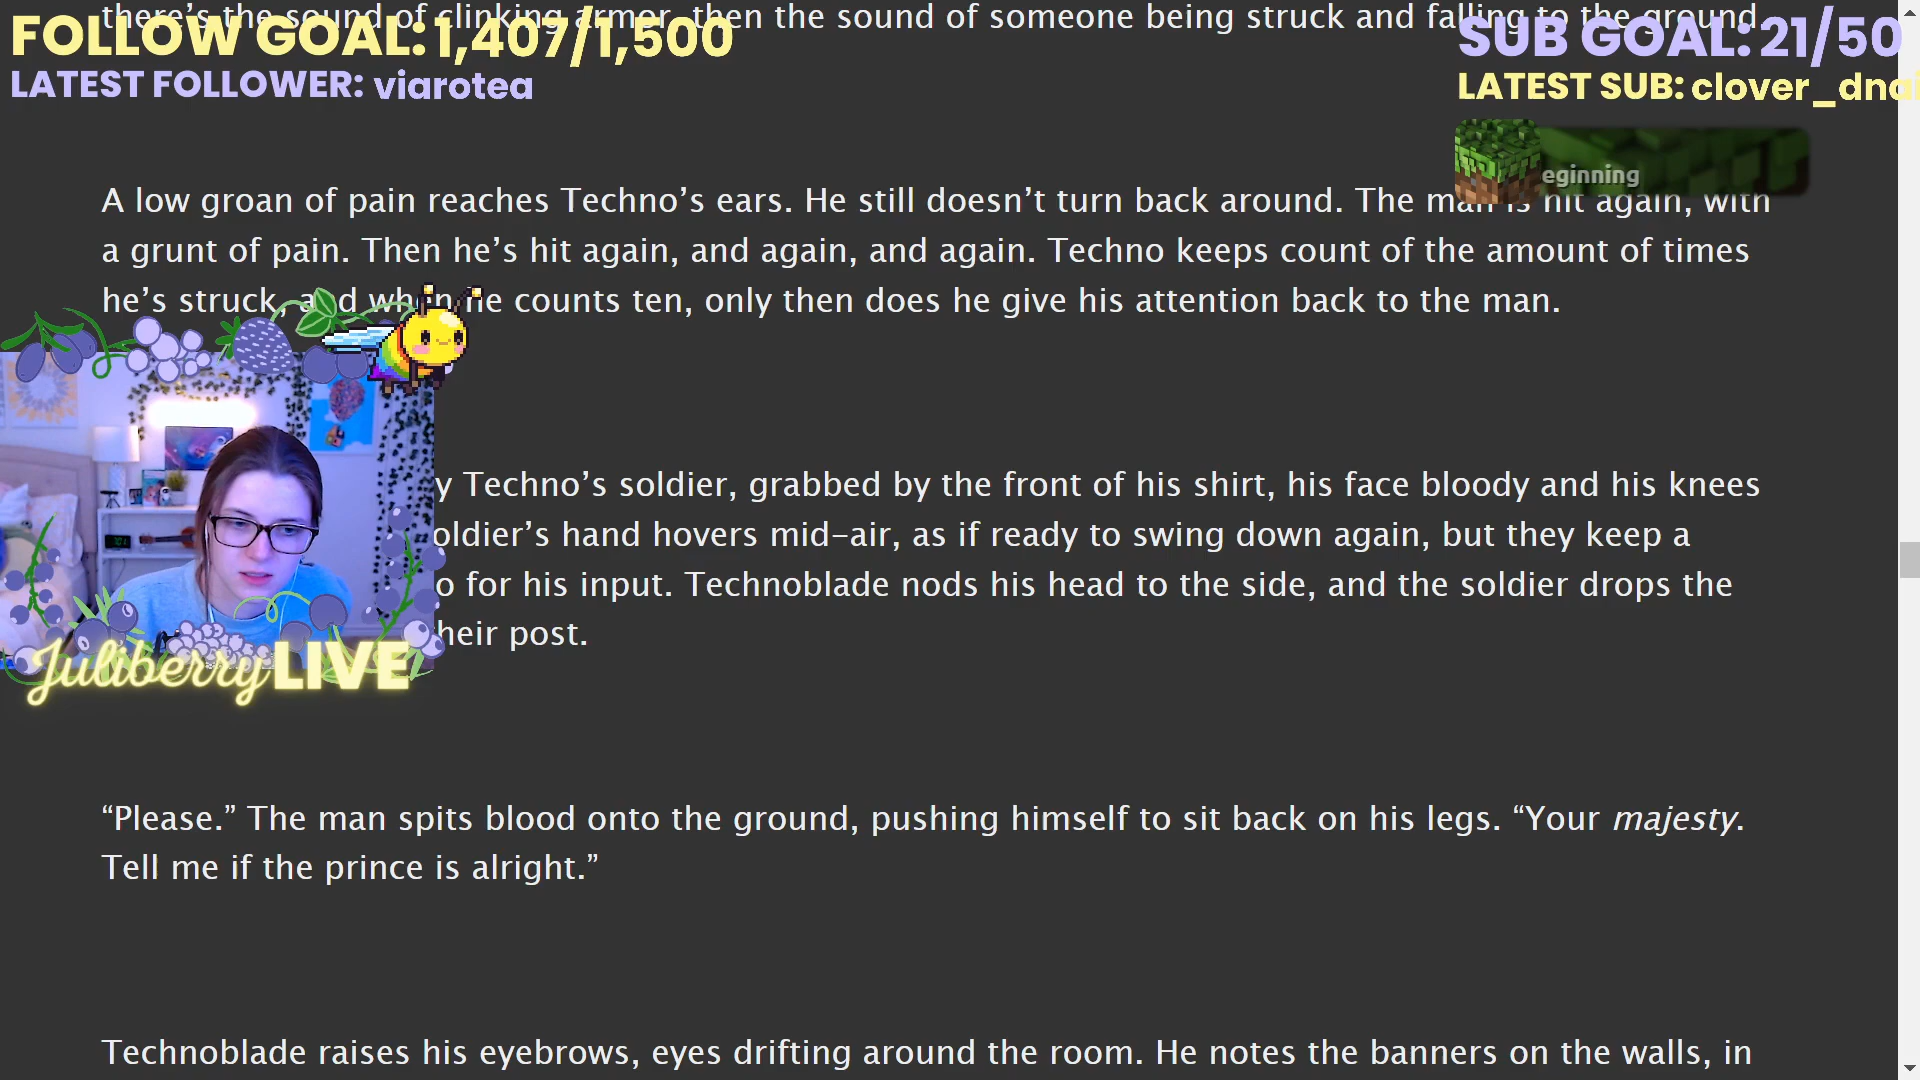 there's the sound of clinking armor, then the sound of someone being struck and falling to the ground.
FOLLOW GOAL: 1,407/1,500
LATEST FOLLOWER: viarotea
SUB GOAL: 21/50
LATEST SUB: clover_dnai
eginning
A low groan of pain reaches Techno’s ears. He still doesn’t turn back around. The man is hit again, with
a grunt of pain. Then he’s hit again, and again, and again. Techno keeps count of the amount of times
he’s struck, and when he counts ten, only then does he give his attention back to the man.
y Techno’s soldier, grabbed by the front of his shirt, his face bloody and his knees
oldier’s hand hovers mid-air, as if ready to swing down again, but they keep a
o for his input. Technoblade nods his head to the side, and the soldier drops the
heir post.
Juliberry LIVE
“Please.” The man spits blood onto the ground, pushing himself to sit back on his legs. “Your majesty.
Tell me if the prince is alright.”
Technoblade raises his eyebrows, eyes drifting around the room. He notes the banners on the walls, in